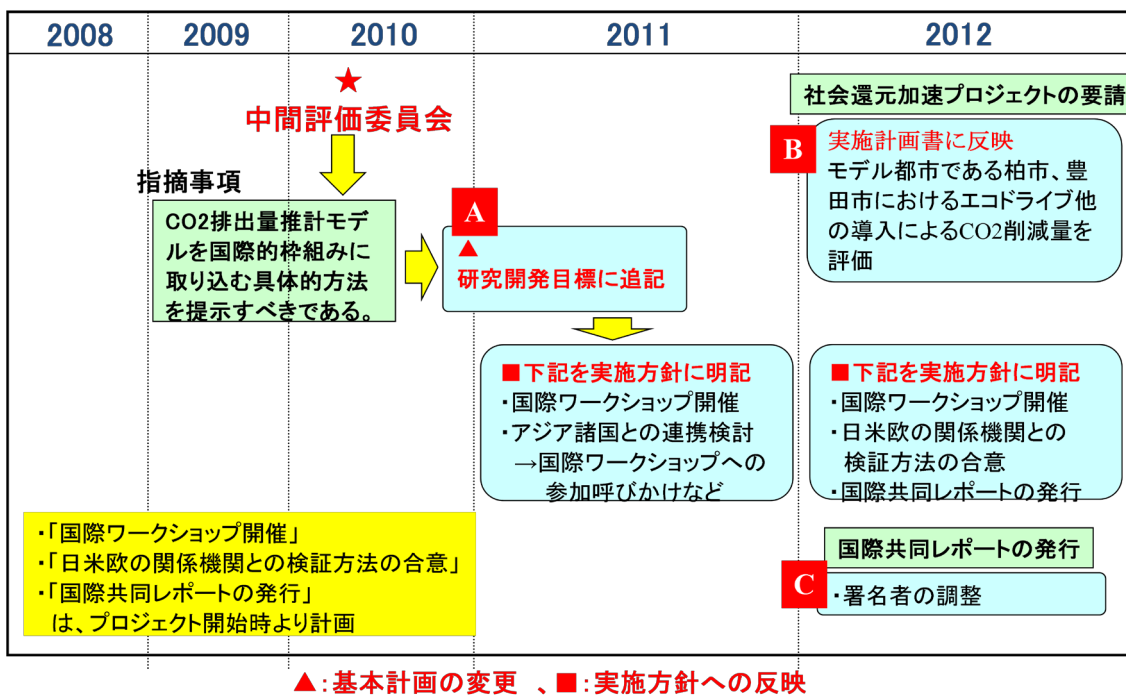 2008 2009 2010 2011 2012
★
中間評価委員会
指摘事項
CO2排出量推計モデ
ルを国際的枠組みに
取り込む具体的方法
を提示すべきである。
A
▲
研究開発目標に追記
■下記を実施方針に明記
・国際ワークショップ開催
・アジア諸国との連携検討
→国際ワークショップへの
参加呼びかけなど
社会還元加速プロジェクトの要請
B
実施計画書に反映
モデル都市である柏市、豊
田市におけるエコドライブ他
の導入によるCO2削減量を
評価
■下記を実施方針に明記
・国際ワークショップ開催
・日米欧の関係機関との
検証方法の合意
・国際共同レポートの発行
国際共同レポートの発行
C
・署名者の調整
・「国際ワークショップ開催」
・「日米欧の関係機関との検証方法の合意」
・「国際共同レポートの発行」
は、プロジェクト開始時より計画
▲:基本計画の変更 、■:実施方針への反映